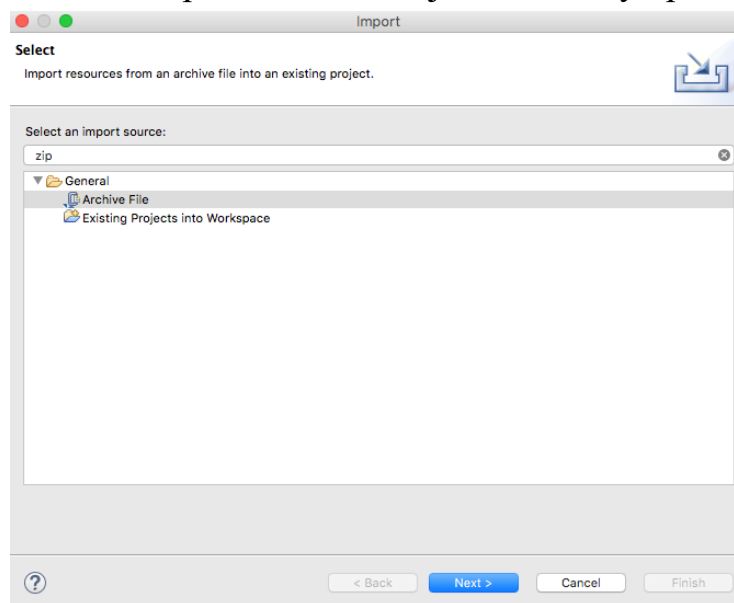 Import
Select
Import resources from an archive file into an existing project.
Select an import source:
zip
General
Archive File
Existing Projects into Workspace
?
< Back Next > Cancel Finish